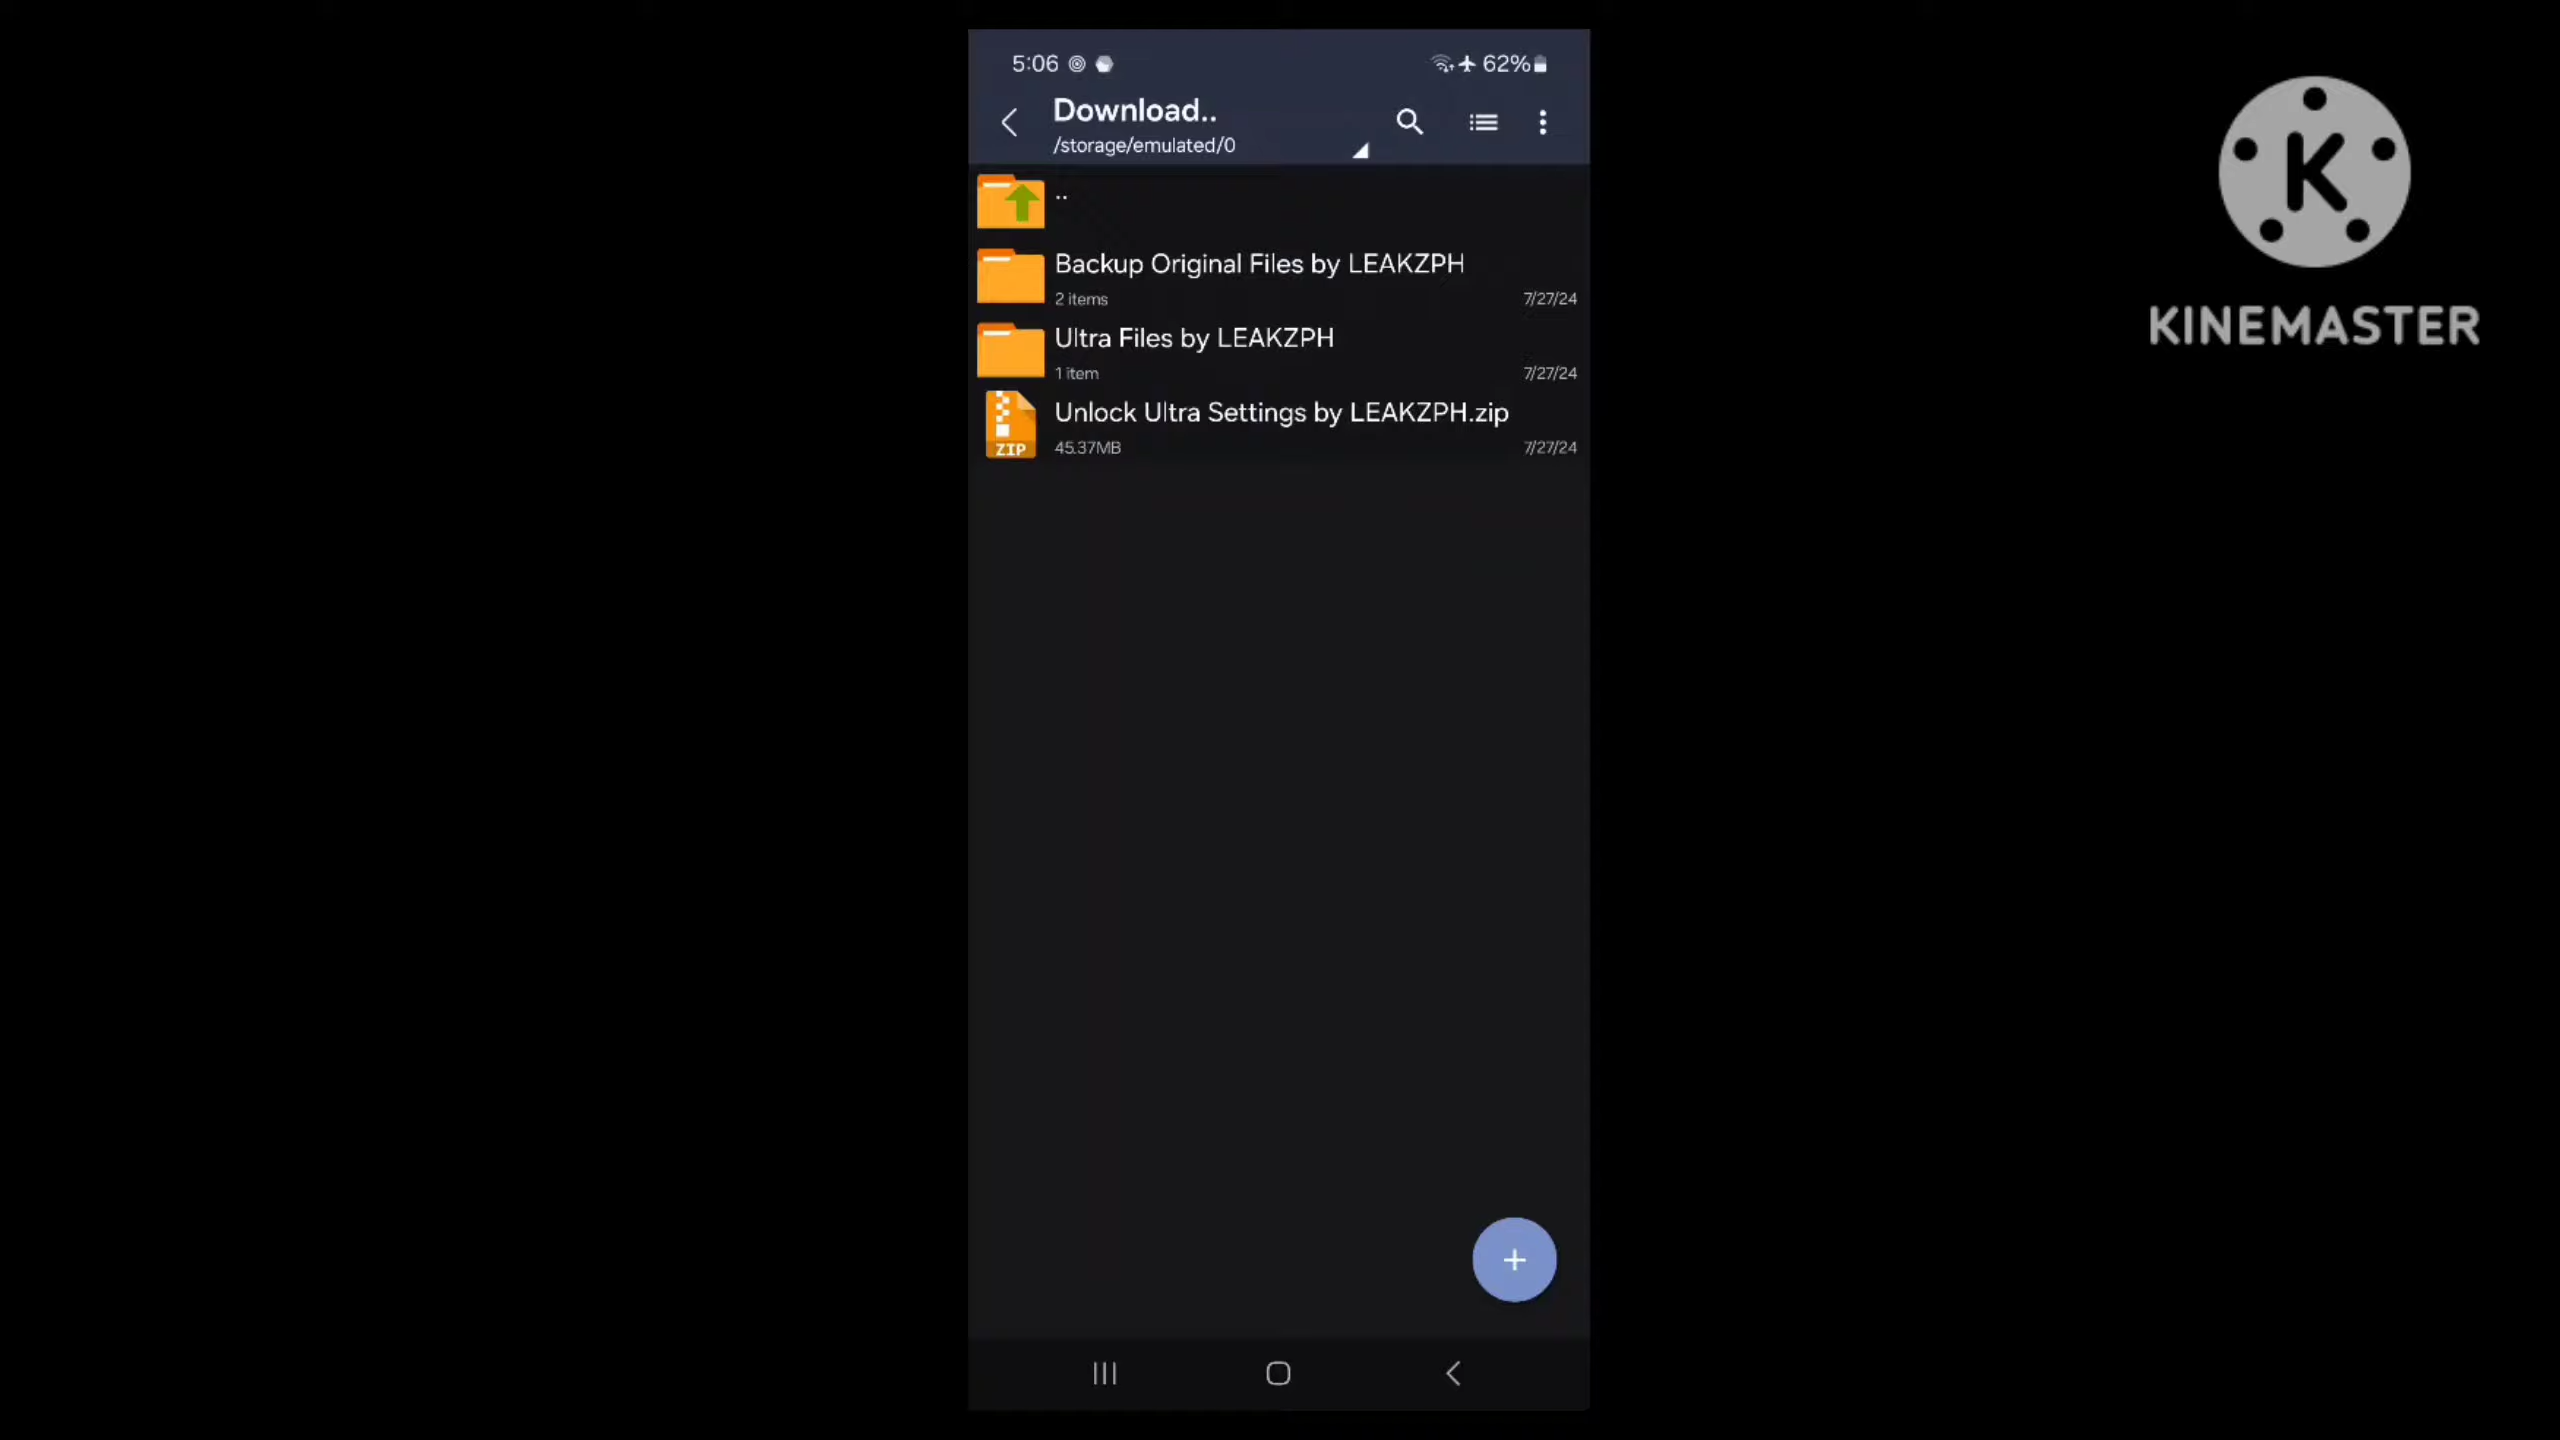 5:06
62%
Download..
/storage/emulated/0
..
Backup Original Files by LEAKZPH
2 items
7/27/24
Ultra Files by LEAKZPH
1 item
7/27/24
Unlock Ultra Settings by LEAKZPH.zip
ZIP
45.37MB
7/27/24
+
K
KINEMASTER